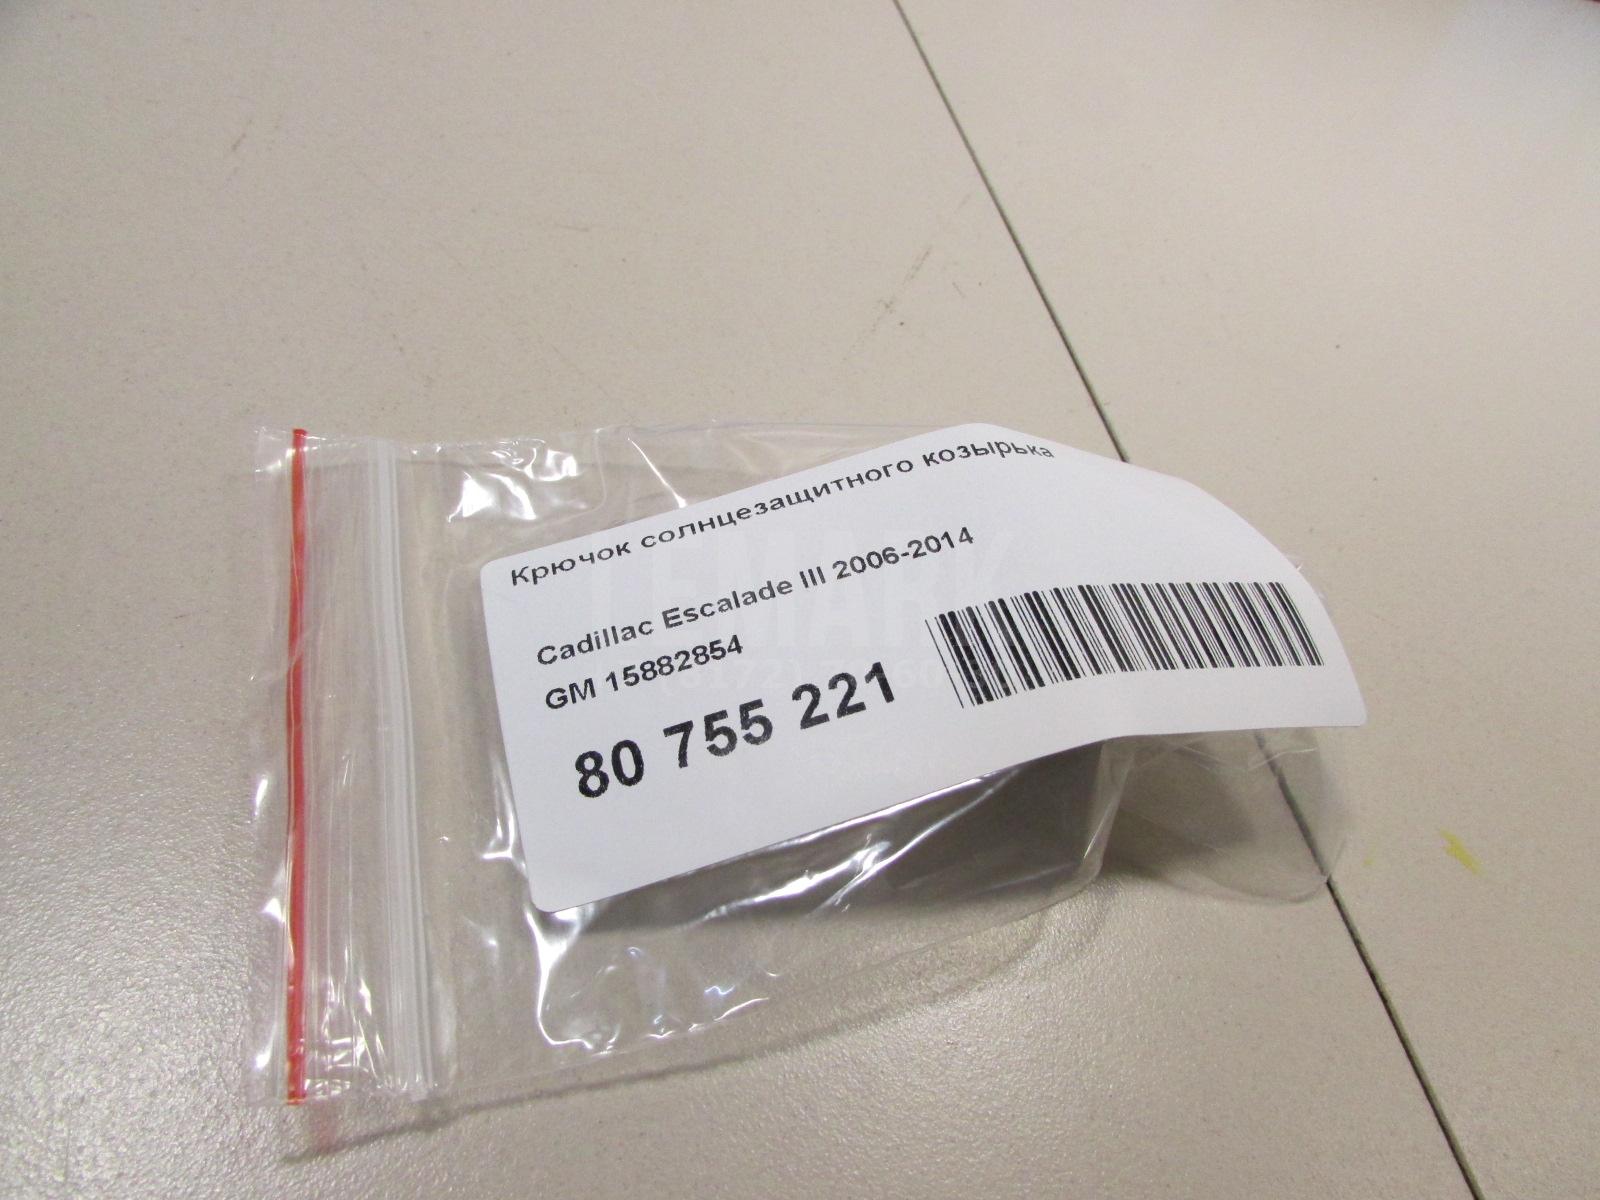 Крючок солнцезащитного козырька
Cadillac Escalade III 2006-2014
GM 15882854
80 755 221